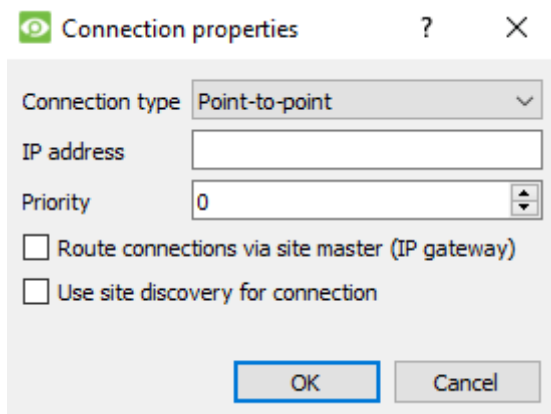 Connection properties ?
Connection type Point-to-point
IP address
Priority 0
Route connections via site master (IP gateway)
Use site discovery for connection
OK Cancel